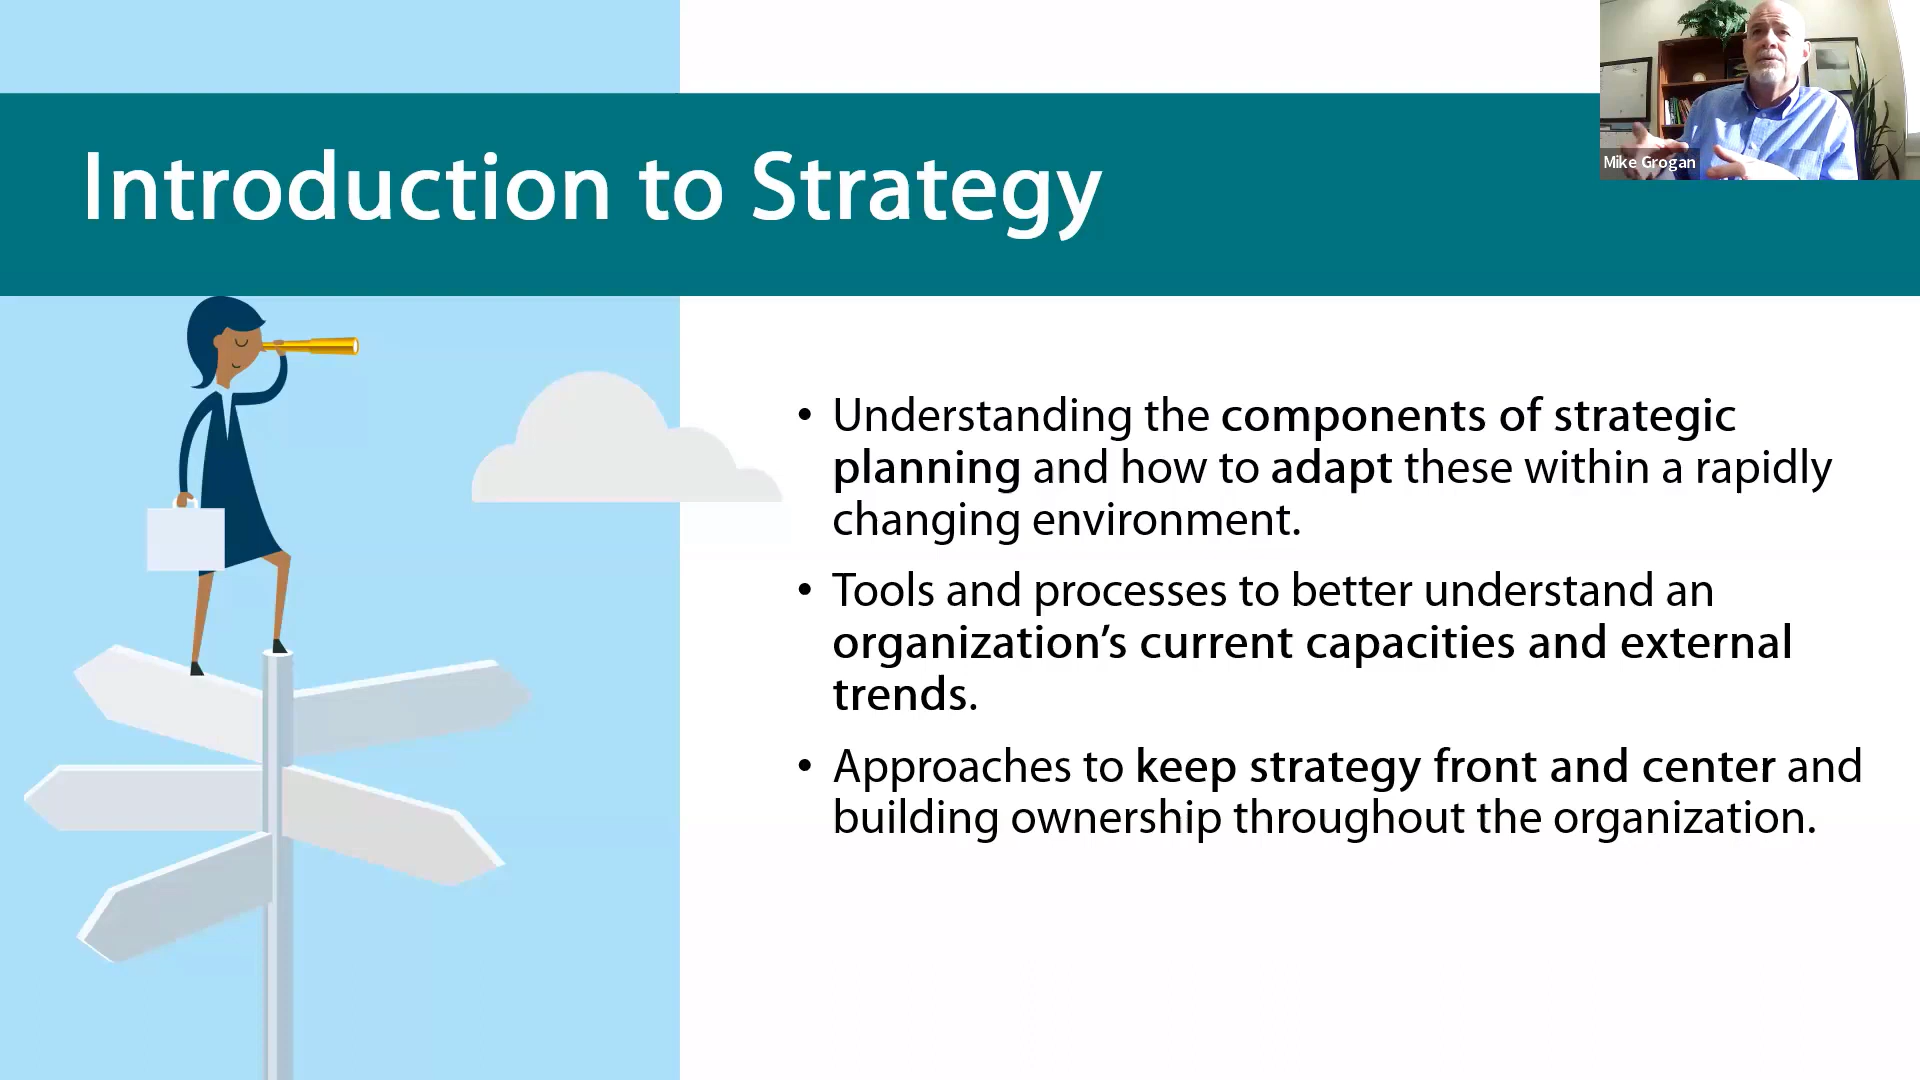 Introduction to Strategy
Mike Grogan
• Understanding the components of strategic
planning and how to adapt these within a rapidly
changing environment.
• Tools and processes to better understand an
organization’s current capacities and external
trends.
• Approaches to keep strategy front and center and
building ownership throughout the organization.